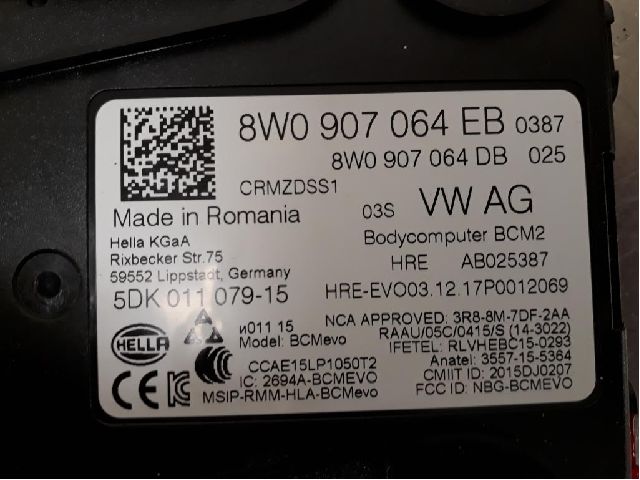 8W0 907 064 EB 0387
8W0 907 064 DB 025
CRMZDSS1
Made in Romania
03S VW AG
Hella KGaA
Rixbecker Str.75
59552 Lippstadt, Germany
Bodycomputer BCM2
HRE AB025387
5DK 011 079-15
HRE-EVO03.12.17P0012069
HELLA
и011 15
Model: BCMevo
NCA APPROVED: 3R8-8M-7DF-2AA
RAAU/05C/0415/S (14-3022)
IFETEL: RLVHEBC15-0293
Anatel: 3557-15-5364
CMIIT ID: 2015DJ0207
FCC ID: NBG-BCMEVO
CCAE15LP1050T2
IC: 2694A-BCMEVO
MSIP-RMM-HLA-BCMevo
CE